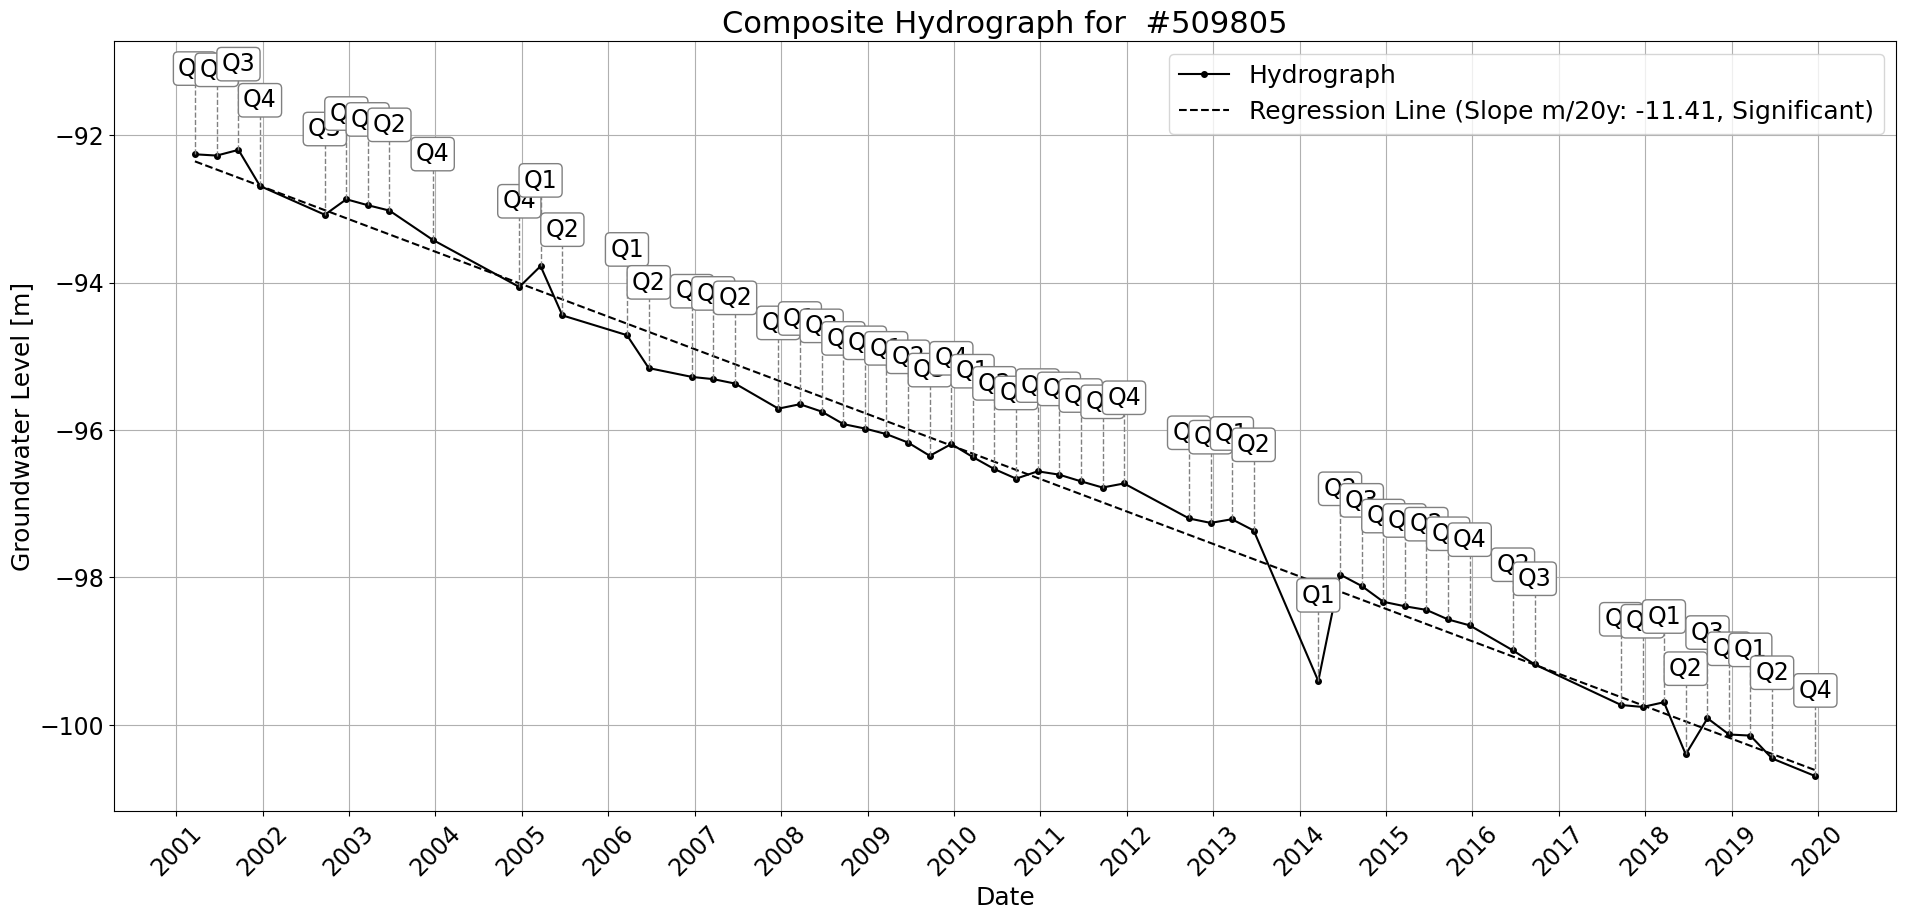 Composite Hydrograph for  #509805
Hydrograph
Regression Line (Slope m/20y: -11.41, Significant)
Groundwater Level [m]
−92
−94
−96
−98
−100
Q3
Q4
Q2
Q4
Q4
Q1
Q2
Q1
Q2
Q2
Q4
Q2
Q1
Q3
Q4
Q3
Q1
Q2
Q3
Q1
Q2
Q4
2001
2002
2003
2004
2005
2006
2007
2008
2009
2010
2011
2012
2013
2014
2015
2016
2017
2018
2019
2020
Date